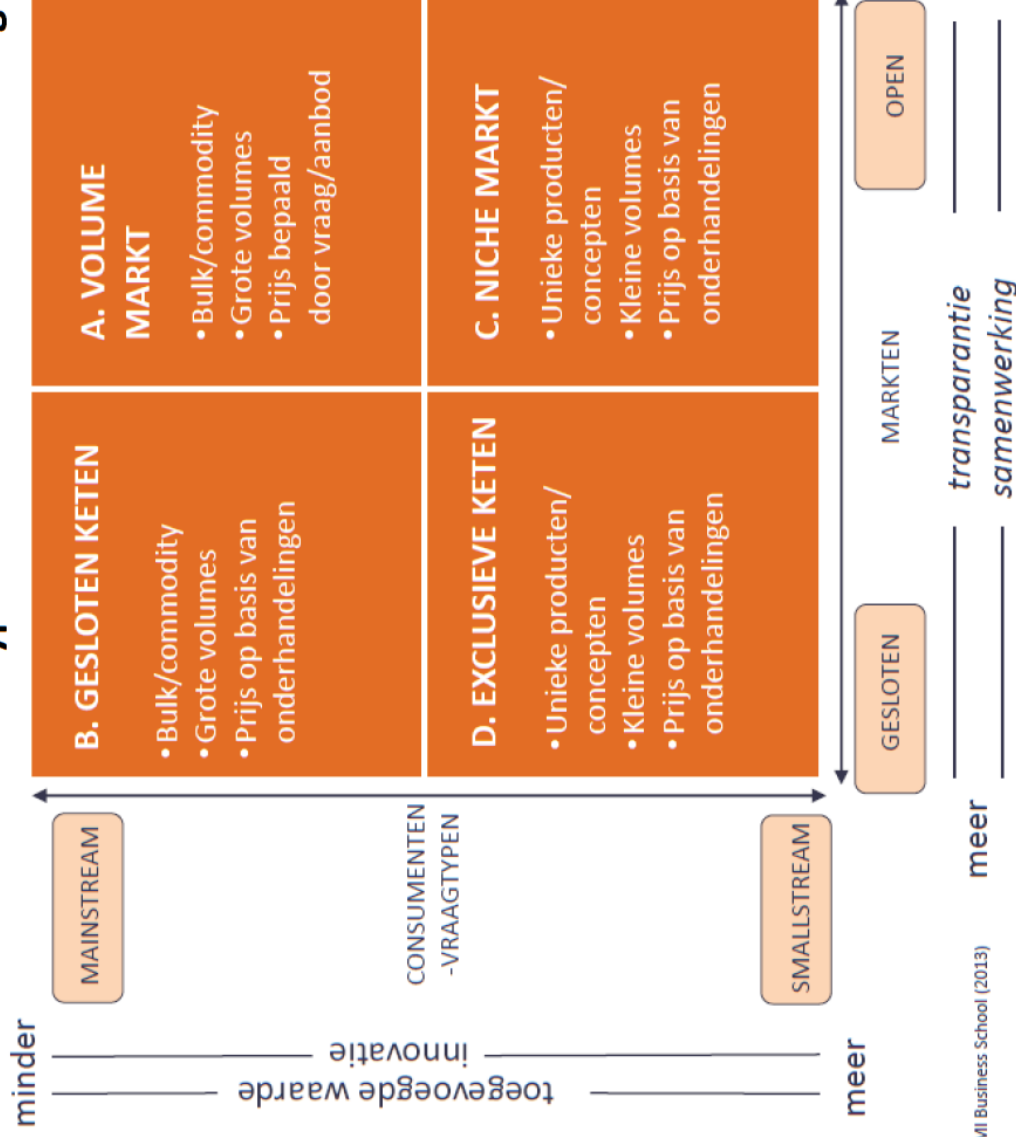 minder
MAINSTREAM
B. GESLOTEN KETEN
• Bulk/commodity
• Grote volumes
• Prijs op basis van
onderhandelingen
A. VOLUME
MARKT
• Bulk/commodity
• Grote volumes
• Prijs bepaald
door vraag/aanbod
toegevoegde waarde
innovatie
CONSUMENTEN
-VRAAGTYPEN
D. EXCLUSIEVE KETEN
• Unieke producten/
concepten
• Kleine volumes
• Prijs op basis van
onderhandelingen
C. NICHE MARKT
• Unieke producten/
concepten
• Kleine volumes
• Prijs op basis van
onderhandelingen
SMALLSTREAM
meer
GESLOTEN
MARKTEN
OPEN
meer
transparantie
samenwerking
MI Business School (2013)